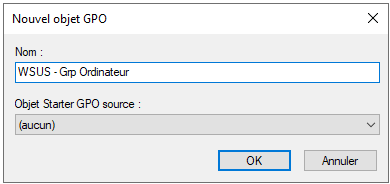 Nouvel objet GPO
Nom :
WSUS - Grp Ordinateur
Objet Starter GPO source :
(aucun)
OK
Annuler